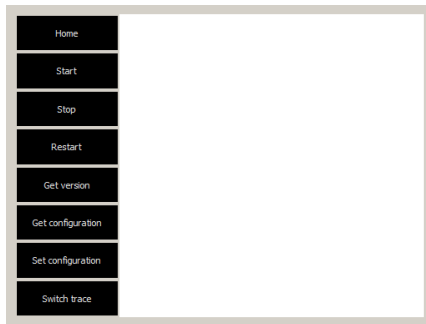 Home
Start
Stop
Restart
Get version
Get configuration
Set configuration
Switch trace